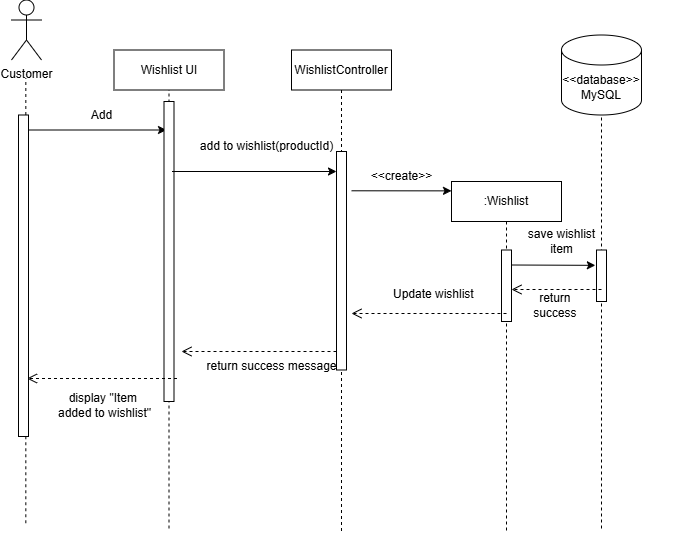 Customer
Wishlist UI
WishlistController
<<database>>
MySQL
Add
add to wishlist(productId)
<<create>>
:Wishlist
save wishlist
item
return
success
Update wishlist
return success message
display "Item
added to wishlist"